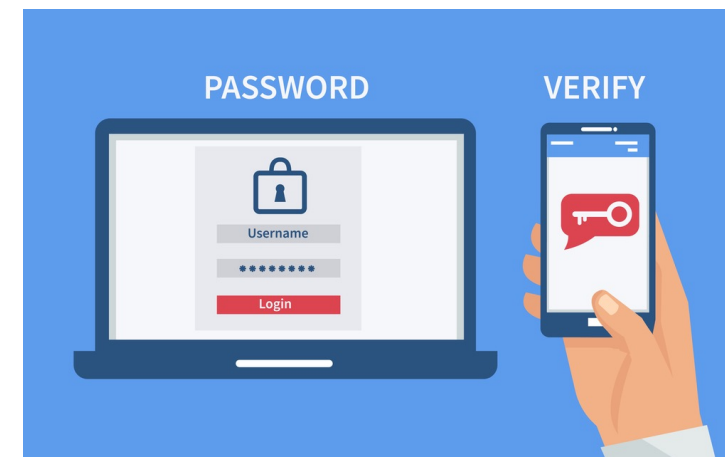 PASSWORD
VERIFY
Username
********
Login